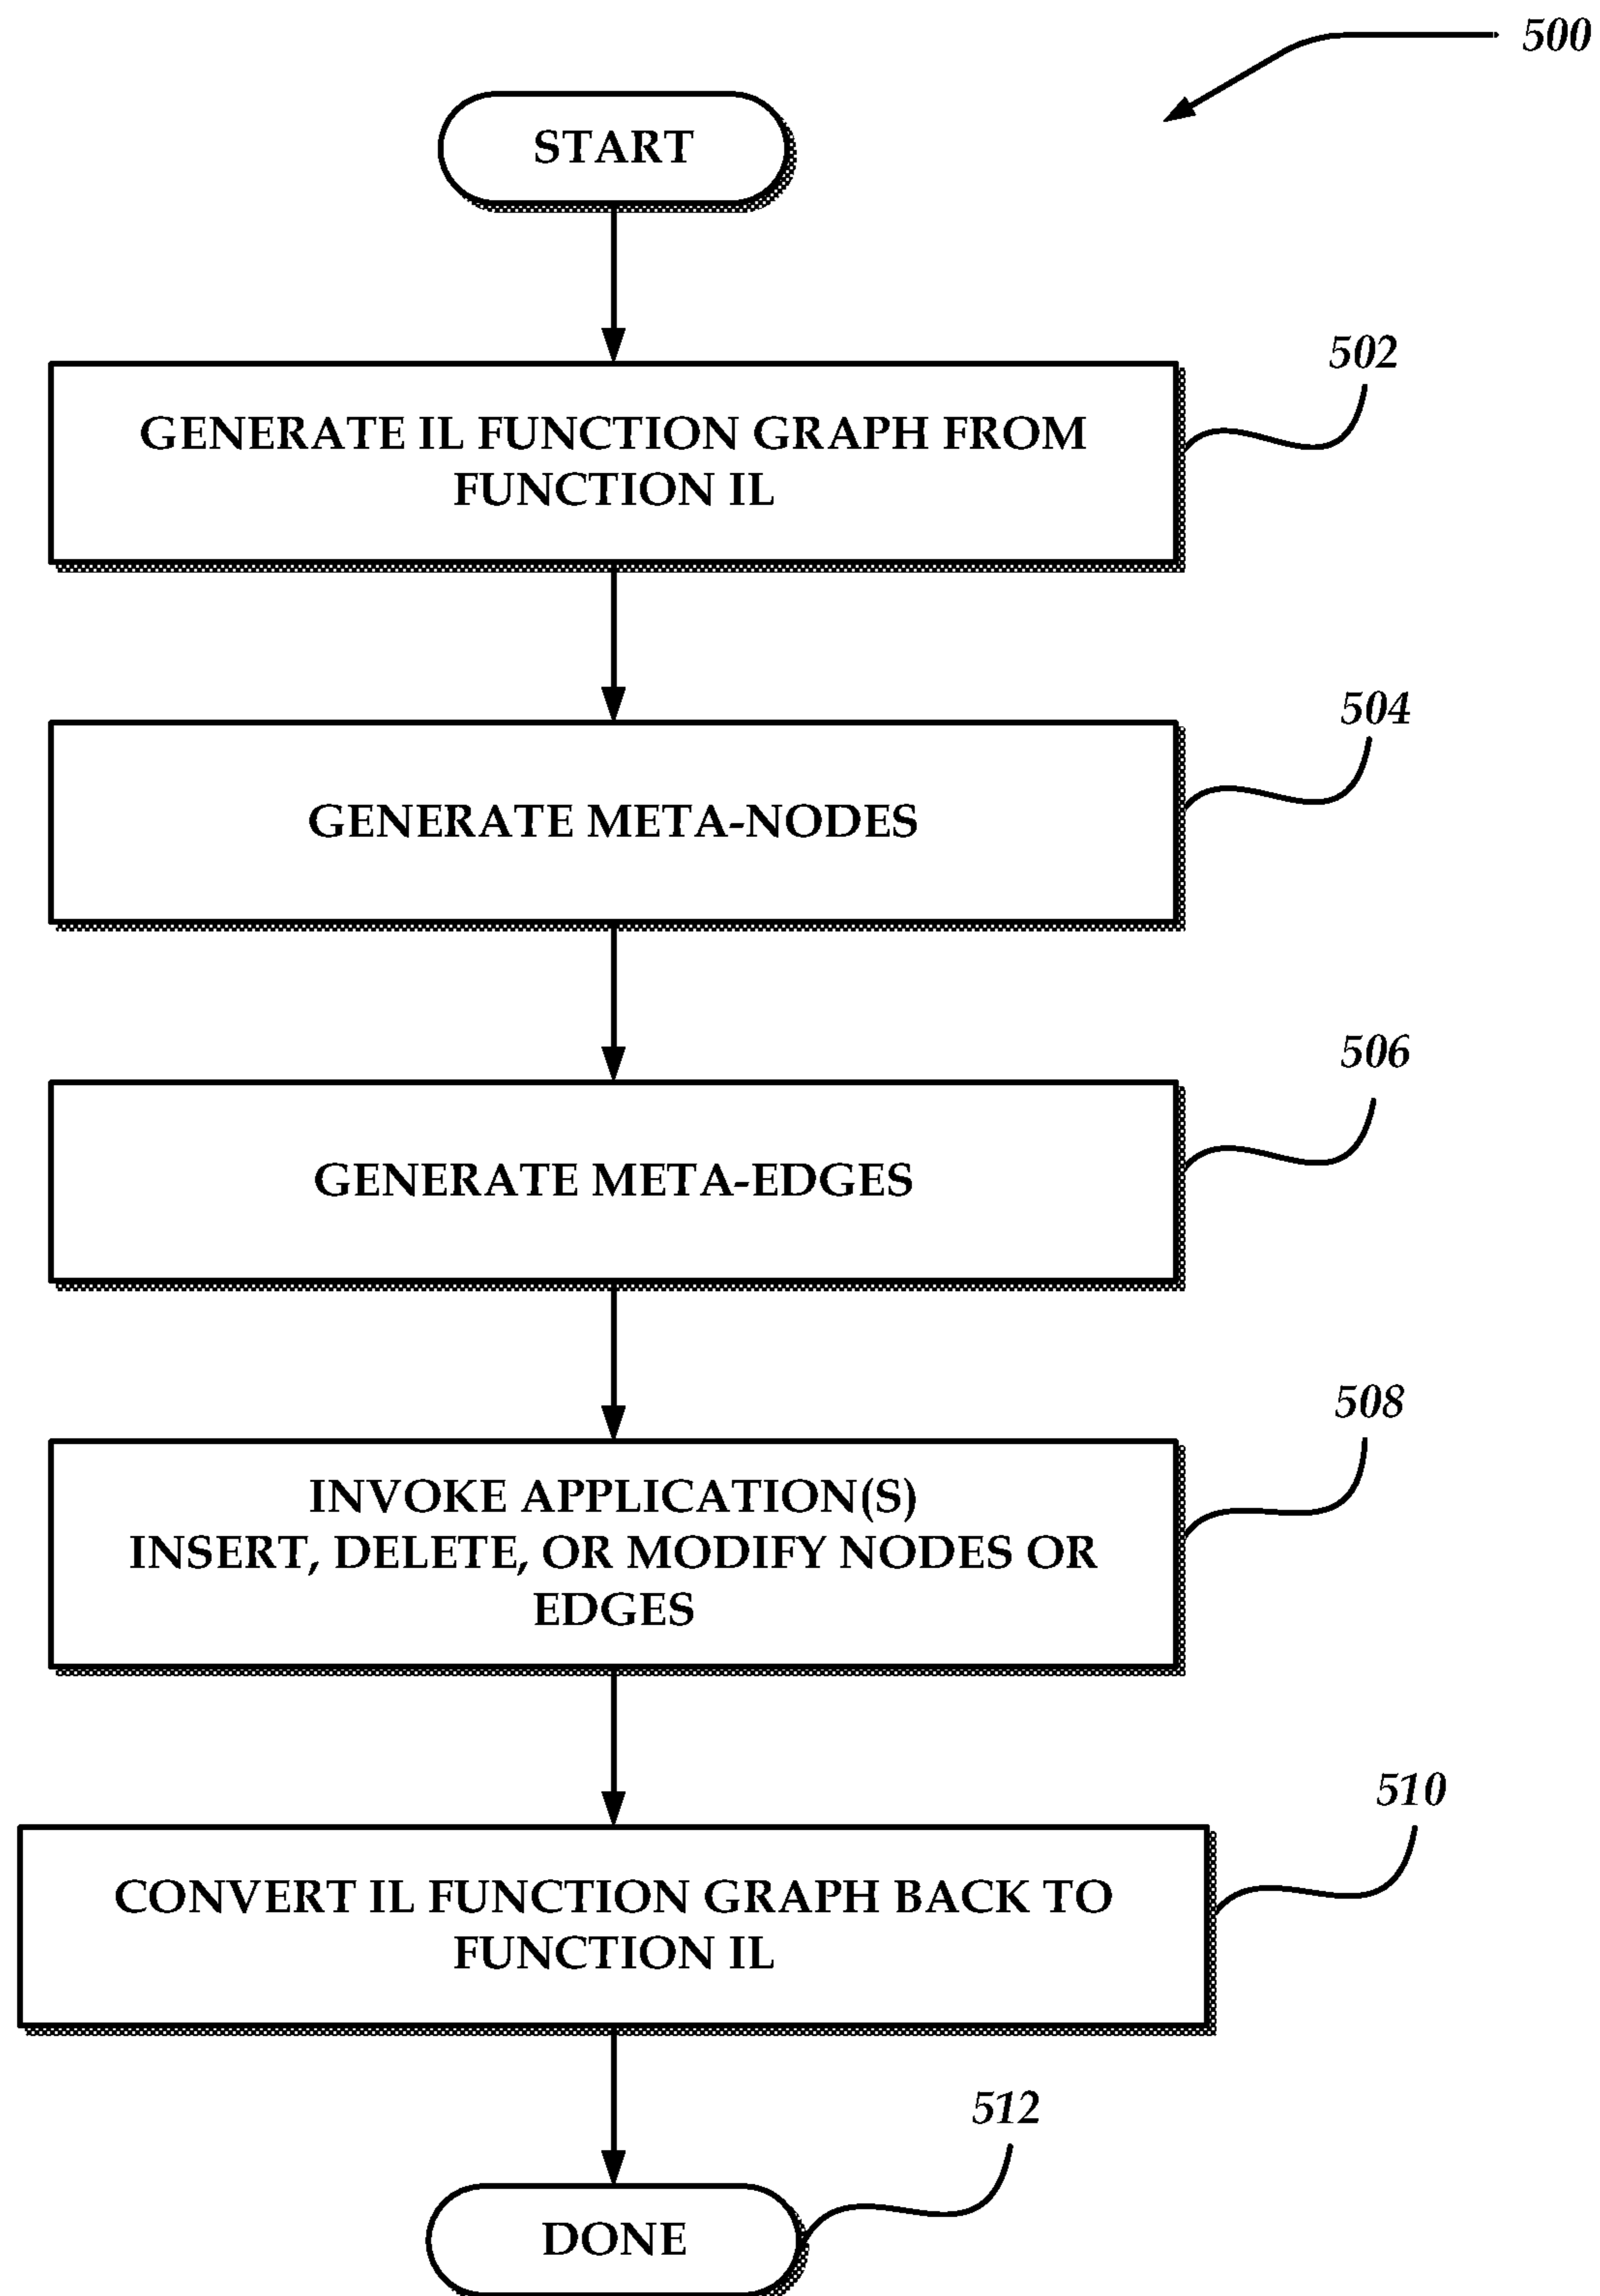 500
START
502
GENERATE IL FUNCTION GRAPH FROM
FUNCTION IL
504
GENERATE META-NODES
506
GENERATE META-EDGES
508
INVOKE APPLICATION(S)
INSERT, DELETE, OR MODIFY NODES OR
EDGES
510
CONVERT IL FUNCTION GRAPH BACK TO
FUNCTION IL
512
DONE